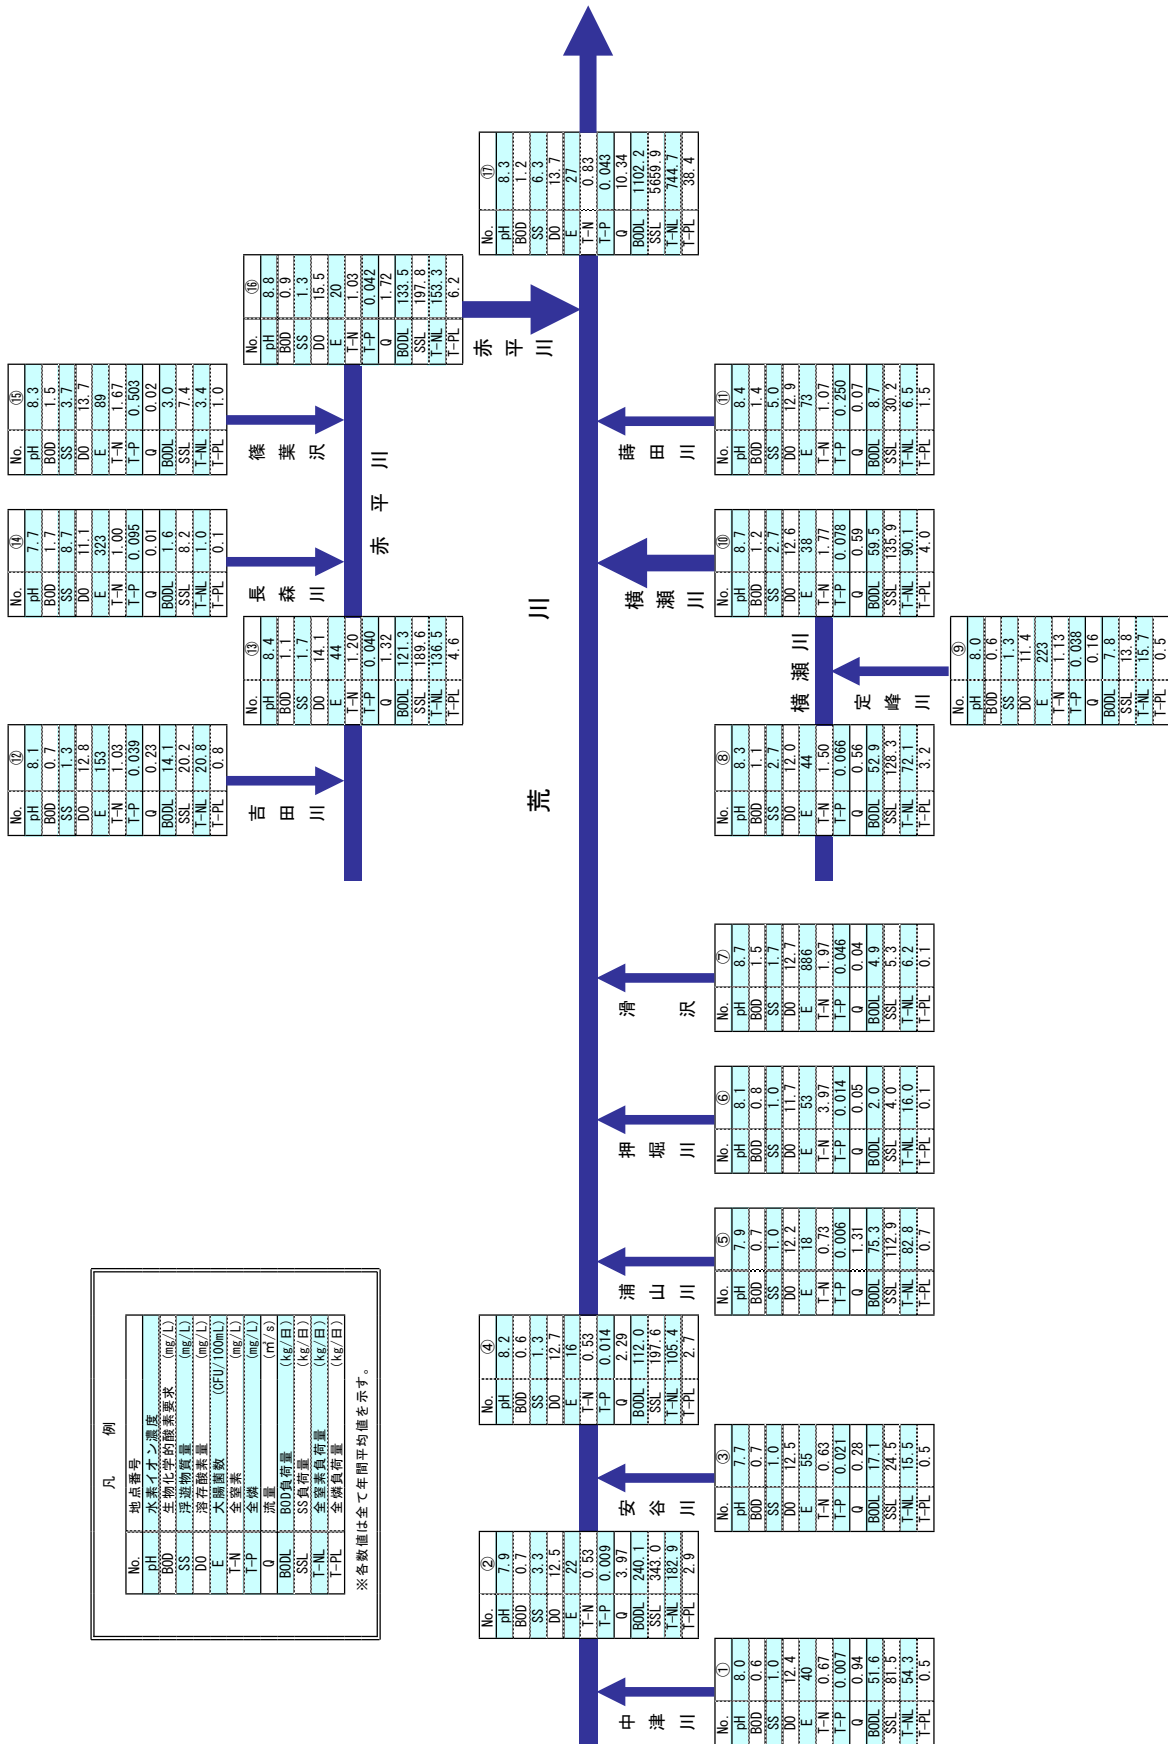 凡 例
No. 地点番号
pH 水素イオン濃度
BOD 生物化学的酸素要求 (mg/L)
SS 浮遊物質量 (mg/L)
DO 溶存酸素量 (mg/L)
E 大腸菌数 (CFU/100mL)
T-N 全窒素 (mg/L)
T-P 全燐 (mg/L)
Q 流量 (㎥/s)
BODL BOD負荷量 (kg/日)
SSL SS負荷量 (kg/日)
T-NL 全窒素負荷量 (kg/日)
T-PL 全燐負荷量 (kg/日)
※各数値は全て年間平均値を示す。
No. ⑫
pH 8.1
BOD 0.7
SS 1.3
DO 12.8
E 153
T-N 1.03
T-P 0.039
Q 0.23
BODL 14.1
SSL 20.2
T-NL 20.8
T-PL 0.8
吉田川
No. ⑭
pH 7.7
BOD 1.7
SS 8.7
DO 11.1
E 323
T-N 1.00
T-P 0.095
Q 0.01
BODL 1.6
SSL 8.2
T-NL 1.0
T-PL 0.1
長森川
No. ⑮
pH 8.3
BOD 1.5
SS 3.7
DO 13.7
E 89
T-N 1.67
T-P 0.503
Q 0.02
BODL 3.0
SSL 7.4
T-NL 3.4
T-PL 1.0
篠葉沢
No. ⑬
pH 8.4
BOD 1.1
SS 1.7
DO 14.1
E 44
T-N 1.20
T-P 0.040
Q 1.32
BODL 121.3
SSL 189.6
T-NL 136.5
T-PL 4.6
赤平川
No. ⑯
pH 8.8
BOD 0.9
SS 1.3
DO 15.5
E 20
T-N 1.03
T-P 0.042
Q 1.72
BODL 133.5
SSL 197.8
T-NL 153.3
T-PL 6.2
赤平川
No. ②
pH 7.9
BOD 0.7
SS 3.3
DO 12.5
E 22
T-N 0.53
T-P 0.009
Q 3.97
BODL 240.1
SSL 343.0
T-NL 182.9
T-PL 2.9
No. ④
pH 8.2
BOD 0.6
SS 1.3
DO 12.7
E 16
T-N 0.53
T-P 0.014
Q 2.29
BODL 112.0
SSL 197.6
T-NL 105.4
T-PL 2.7
荒川
No. ⑰
pH 8.3
BOD 1.2
SS 6.3
DO 13.7
E 27
T-N 0.83
T-P 0.043
Q 10.34
BODL 1102.2
SSL 5659.9
T-NL 744.7
T-PL 38.4
中津川
No. ①
pH 8.0
BOD 0.6
SS 1.0
DO 12.4
E 40
T-N 0.67
T-P 0.007
Q 0.94
BODL 51.6
SSL 81.5
T-NL 54.3
T-PL 0.5
安谷川
No. ③
pH 7.7
BOD 0.7
SS 1.0
DO 12.5
E 55
T-N 0.63
T-P 0.021
Q 0.28
BODL 17.1
SSL 24.5
T-NL 15.5
T-PL 0.5
浦山川
No. ⑤
pH 7.9
BOD 0.7
SS 1.0
DO 12.2
E 18
T-N 0.73
T-P 0.006
Q 1.31
BODL 75.3
SSL 112.9
T-NL 82.8
T-PL 0.7
押堀川
No. ⑥
pH 8.1
BOD 0.8
SS 1.0
DO 11.7
E 53
T-N 3.97
T-P 0.014
Q 0.05
BODL 2.0
SSL 4.0
T-NL 16.0
T-PL 0.1
滑沢
No. ⑦
pH 8.7
BOD 1.5
SS 1.7
DO 12.7
E 886
T-N 1.97
T-P 0.046
Q 0.04
BODL 4.9
SSL 5.3
T-NL 6.2
T-PL 0.1
No. ⑧
pH 8.3
BOD 1.1
SS 2.7
DO 12.0
E 44
T-N 1.50
T-P 0.066
Q 0.56
BODL 52.9
SSL 128.3
T-NL 72.1
T-PL 3.2
横瀬川
定峰川
No. ⑨
pH 8.0
BOD 0.6
SS 1.3
DO 11.4
E 223
T-N 1.13
T-P 0.038
Q 0.16
BODL 7.8
SSL 13.8
T-NL 15.7
T-PL 0.5
横瀬川
No. ⑩
pH 8.7
BOD 1.2
SS 2.7
DO 12.6
E 38
T-N 1.77
T-P 0.078
Q 0.59
BODL 59.5
SSL 135.9
T-NL 90.1
T-PL 4.0
蒔田川
No. ⑪
pH 8.4
BOD 1.4
SS 5.0
DO 12.9
E 73
T-N 1.07
T-P 0.250
Q 0.07
BODL 8.7
SSL 30.2
T-NL 6.5
T-PL 1.5